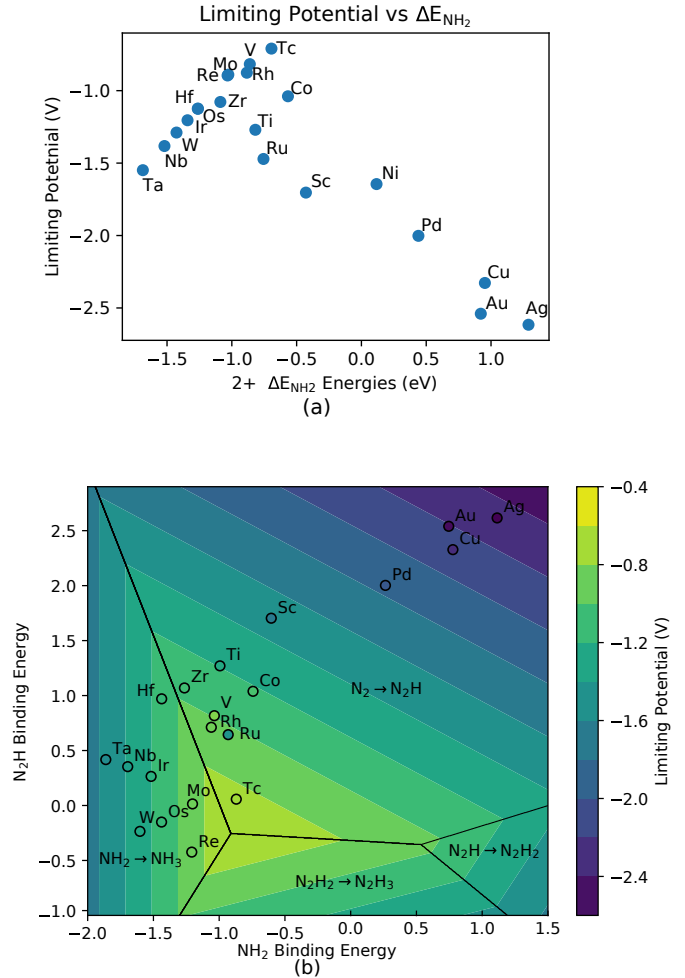 Limiting Potential vs ΔE_NH₂
V
Tc
Mo
Re
Rh
Co
Hf
Zr
Os
Ir
Ti
W
Ru
Nb
Ta
Sc
Ni
Pd
Cu
Au
Ag
−1.0
−1.5
−2.0
−2.5
Limiting Potetnial (V)
−1.5 −1.0 −0.5 0.0 0.5 1.0
2+ ΔE_NH2 Energies (eV)
(a)
2.5
2.0
1.5
1.0
0.5
0.0
−0.5
−1.0
N₂H Binding Energy
Au
Ag
Cu
Pd
Sc
Ti
Zr
Co
Hf
N₂→N₂H
V
Rh
Ru
Ta
Nb
Ir
Mo
Tc
Os
W
Re
NH₂→NH₃
N₂H→N₂H₂
N₂H₂→N₂H₃
−2.0 −1.5 −1.0 −0.5 0.0 0.5 1.0 1.5
NH₂ Binding Energy
(b)
−0.4
−0.8
−1.2
−1.6
−2.0
−2.4
Limiting Potential (V)